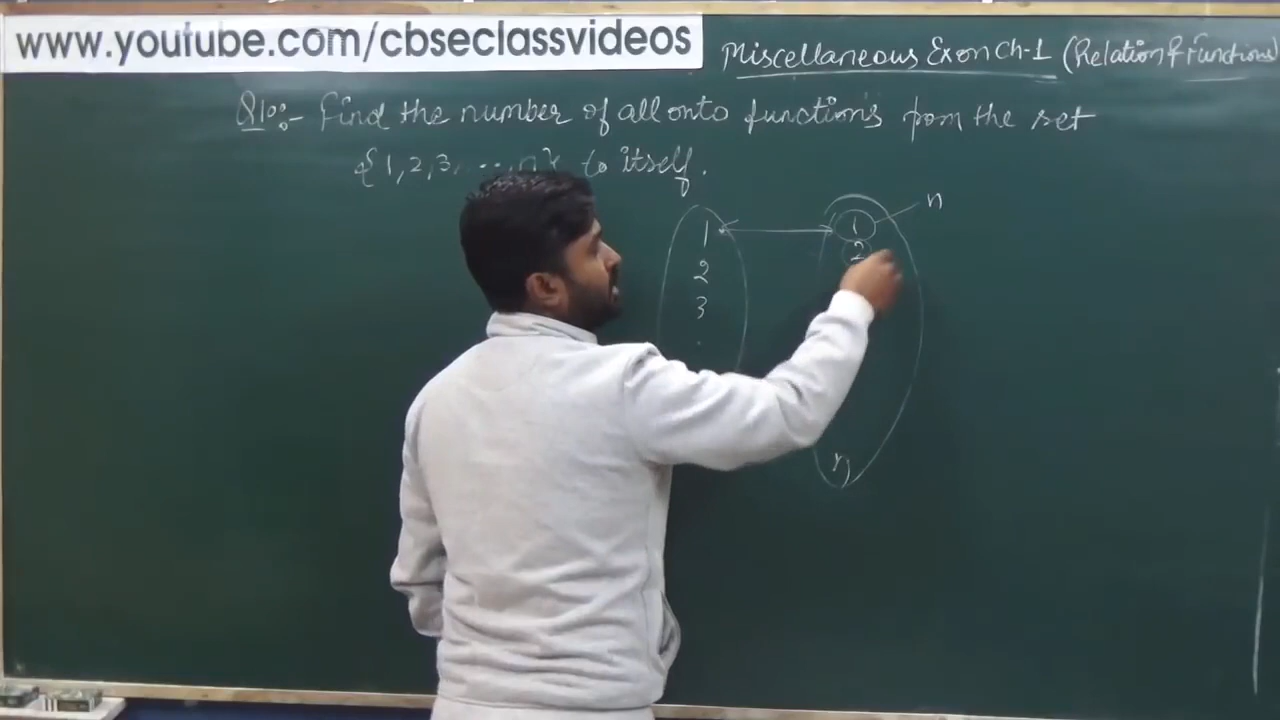 www.youtube.com/cbseclassvideos
Miscellaneous Ex on Ch-1 (Relation & Functions)
Q10:- Find the number of all onto functions from the set
{1,2,3,...,n} to itself.
n
1 1
2 2
3
.
n